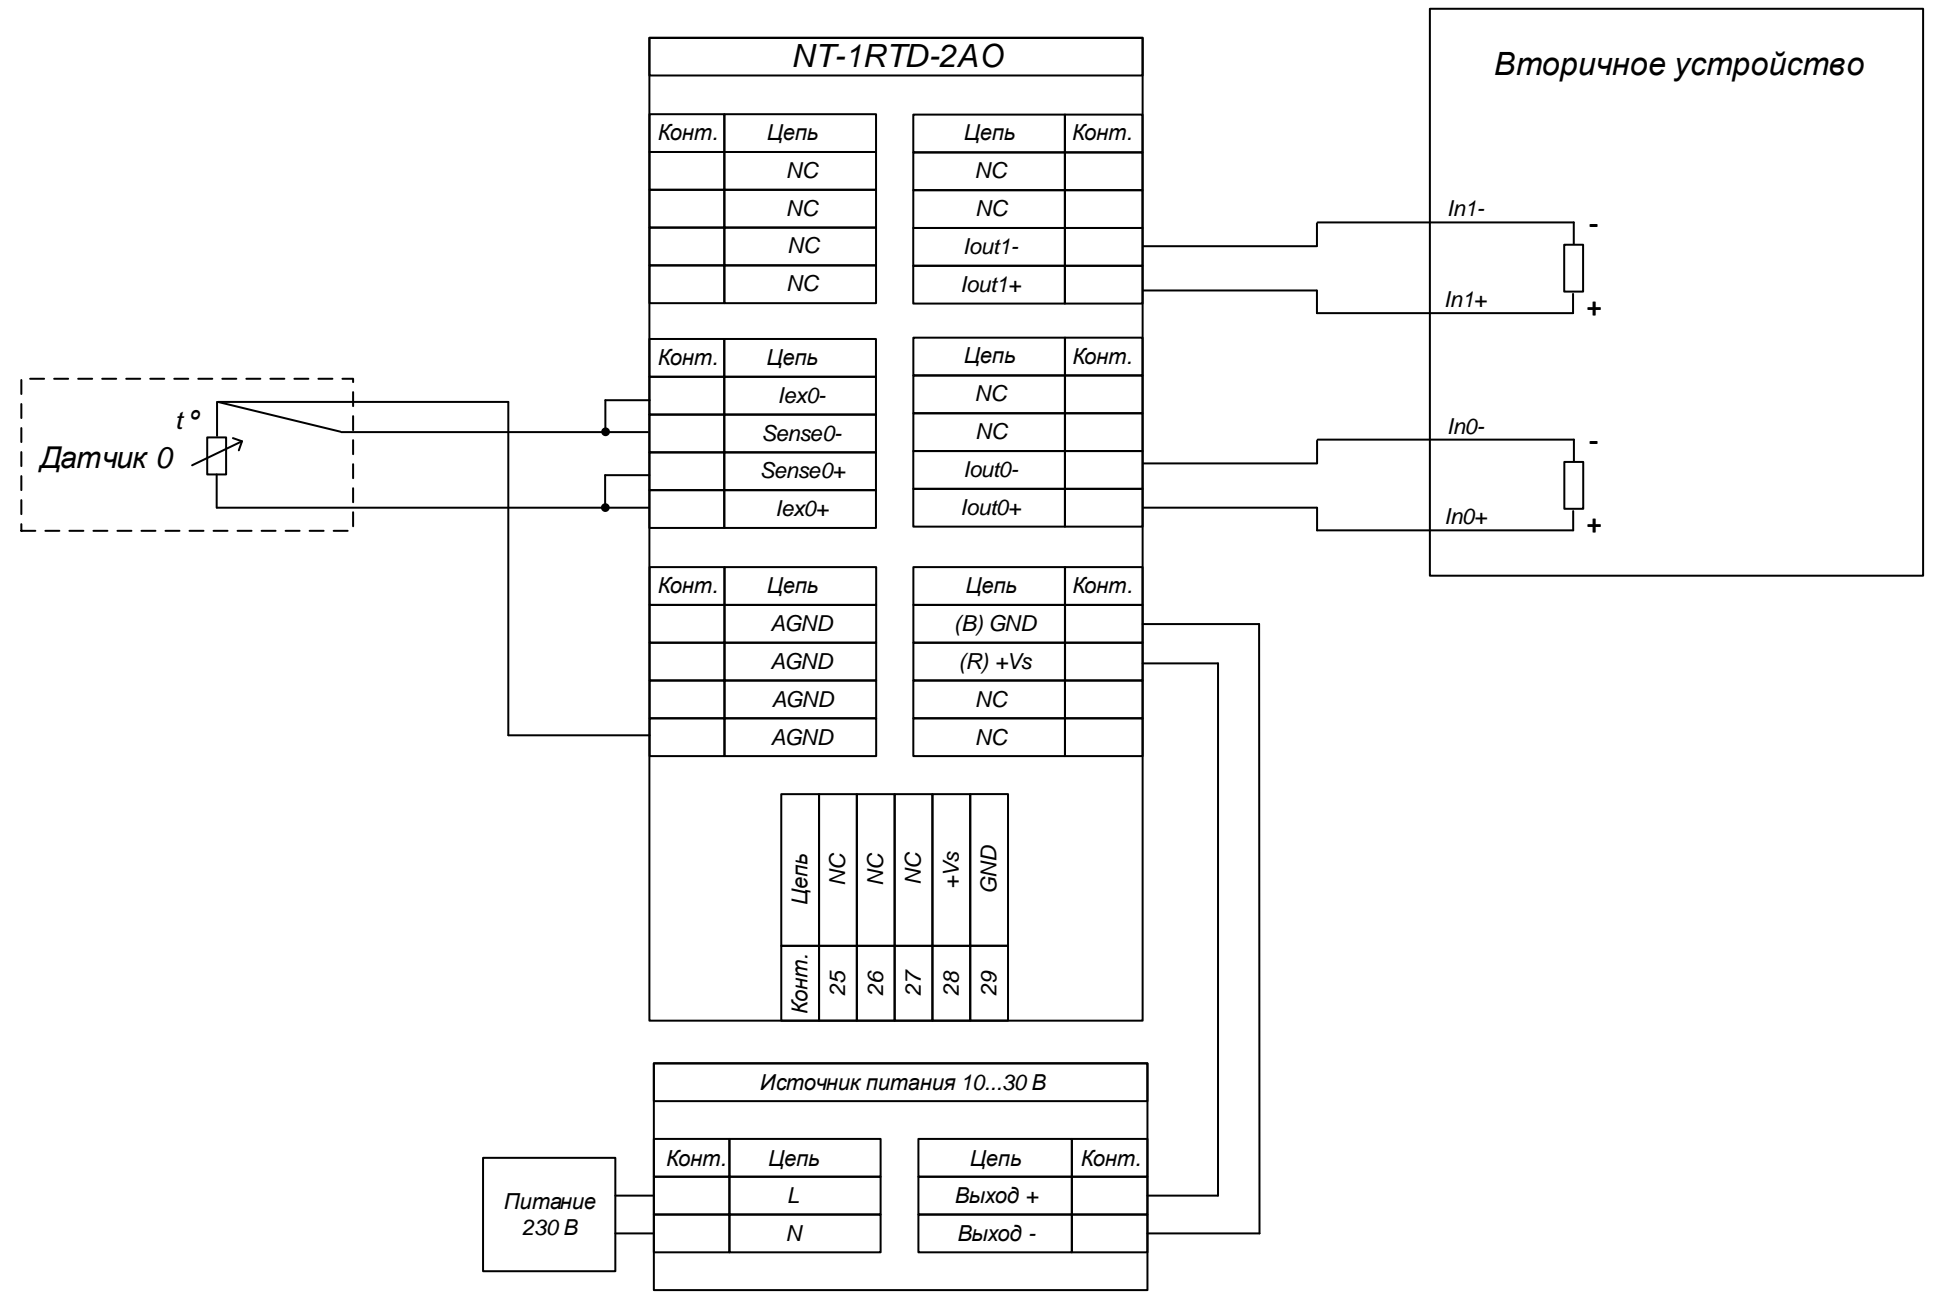 NT-1RTD-2AO
Вторичное устройство
Конт. Цепь
NC
NC
NC
NC
Цепь Конт.
NC
NC
Iout1-
Iout1+
In1-
-
In1+
+
Датчик 0
t°
Конт. Цепь
Iex0-
Sense0-
Sense0+
Iex0+
Цепь Конт.
NC
NC
Iout0-
Iout0+
In0-
-
In0+
+
Конт. Цепь
AGND
AGND
AGND
AGND
Цепь Конт.
(B) GND
(R) +Vs
NC
NC
Цепь NC NC NC +Vs GND
Конт. 25 26 27 28 29
Источник питания 10...30 В
Питание
230 В
Конт. Цепь
L
N
Цепь Конт.
Выход +
Выход -